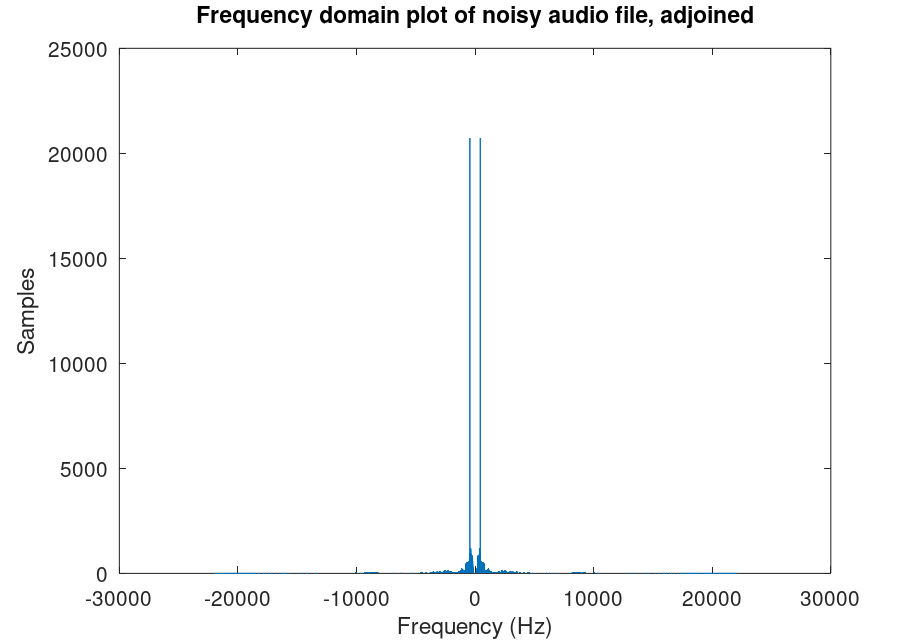 Frequency domain plot of noisy audio file, adjoined
25000
20000
15000
10000
5000
0
Samples
-30000 -20000 -10000 0 10000 20000 30000
Frequency (Hz)